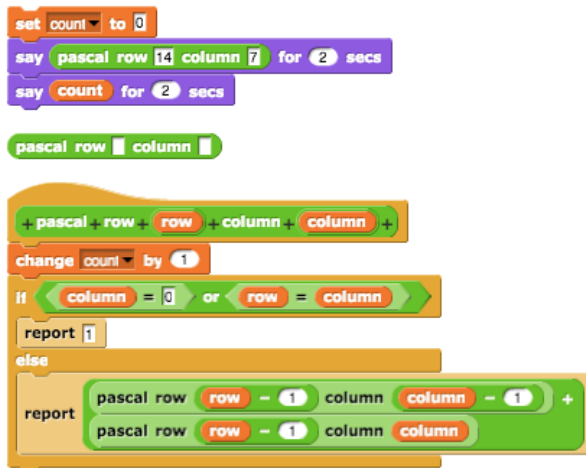 set count to 0
say pascal row 14 column 7 for 2 secs
say count for 2 secs
pascal row column
+ pascal + row + row + column + column +
change count by 1
if column = 0 or row = column
report 1
else
pascal row row - 1 column column - 1 +
report
pascal row row - 1 column column